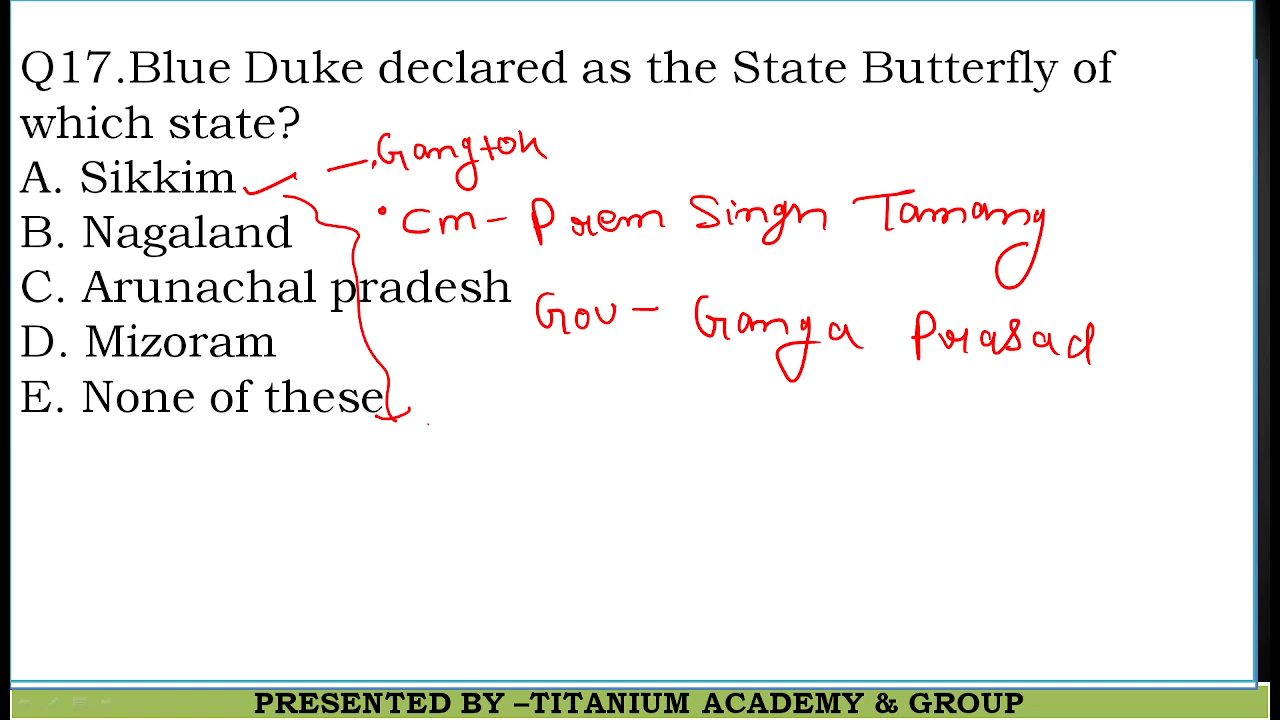 Q17.Blue Duke declared as the State Butterfly of
which state?
A. Sikkim
— Gangtok
B. Nagaland
• Cm - Prem Singh Tamang
C. Arunachal pradesh
Gov - Ganga Prasad
D. Mizoram
E. None of these
PRESENTED BY –TITANIUM ACADEMY & GROUP